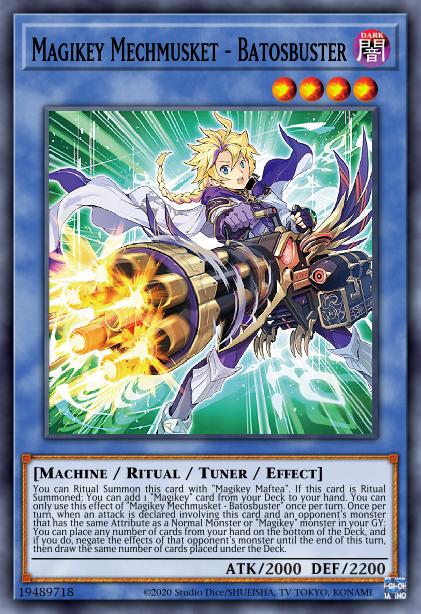 Magikey Mechmusket - Batosbuster
DARK
闇
[Machine / Ritual / Tuner / Effect]
You can Ritual Summon this card with "Magikey Maftea". If this card is Ritual
Summoned: You can add 1 "Magikey" card from your Deck to your hand. You can
only use this effect of "Magikey Mechmusket - Batosbuster" once per turn. Once per
turn, when an attack is declared involving this card and an opponent's monster
that has the same Attribute as a Normal Monster or "Magikey" monster in your GY:
You can place any number of cards from your hand on the bottom of the Deck, and
if you do, negate the effects of that opponent's monster until the end of this turn,
then draw the same number of cards placed under the Deck.
ATK/2000 DEF/2200
19489718
©2020 Studio Dice/SHUEISHA, TV TOKYO, KONAMI